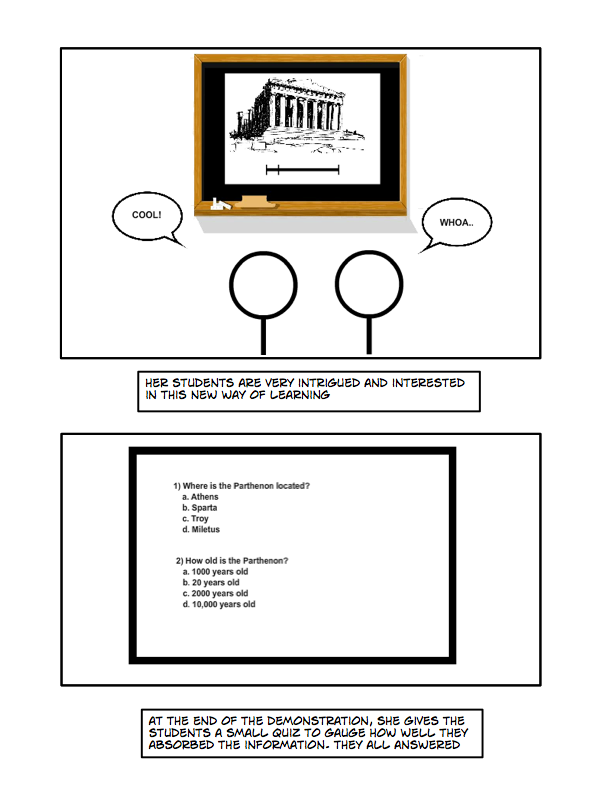 COOL!
WHOA..
HER STUDENTS ARE VERY INTRIGUED AND INTERESTED
IN THIS NEW WAY OF LEARNING
1) Where is the Parthenon located?
a. Athens
b. Sparta
c. Troy
d. Miletus
2) How old is the Parthenon?
a. 1000 years old
b. 20 years old
c. 2000 years old
d. 10,000 years old
AT THE END OF THE DEMONSTRATION, SHE GIVES THE
STUDENTS A SMALL QUIZ TO GAUGE HOW WELL THEY
ABSORBED THE INFORMATION. THEY ALL ANSWERED